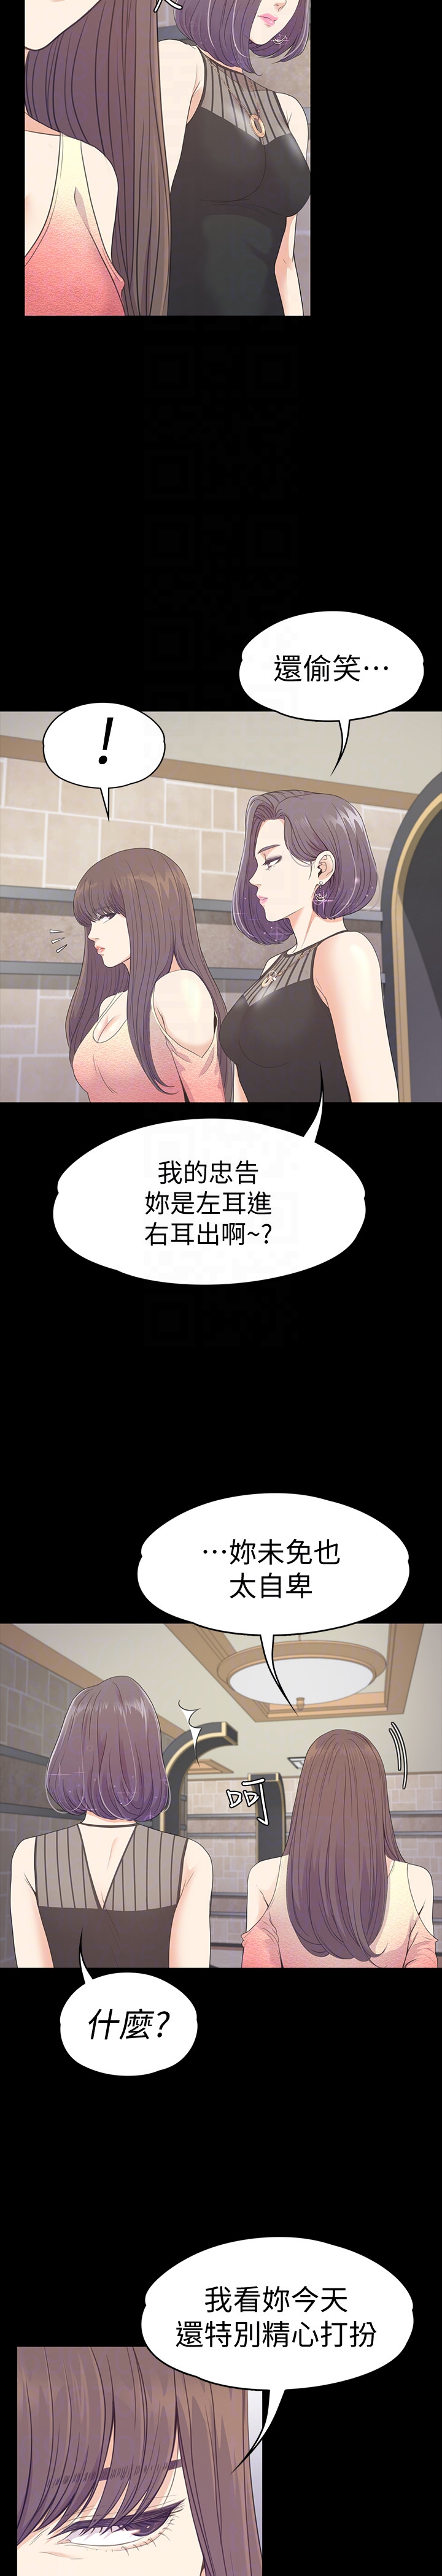 還偷笑⋯
!
我的忠告
妳是左耳進
右耳出啊~?
⋯妳未免也
太自卑
哎
什麼?
我看妳今天
還特別精心打扮